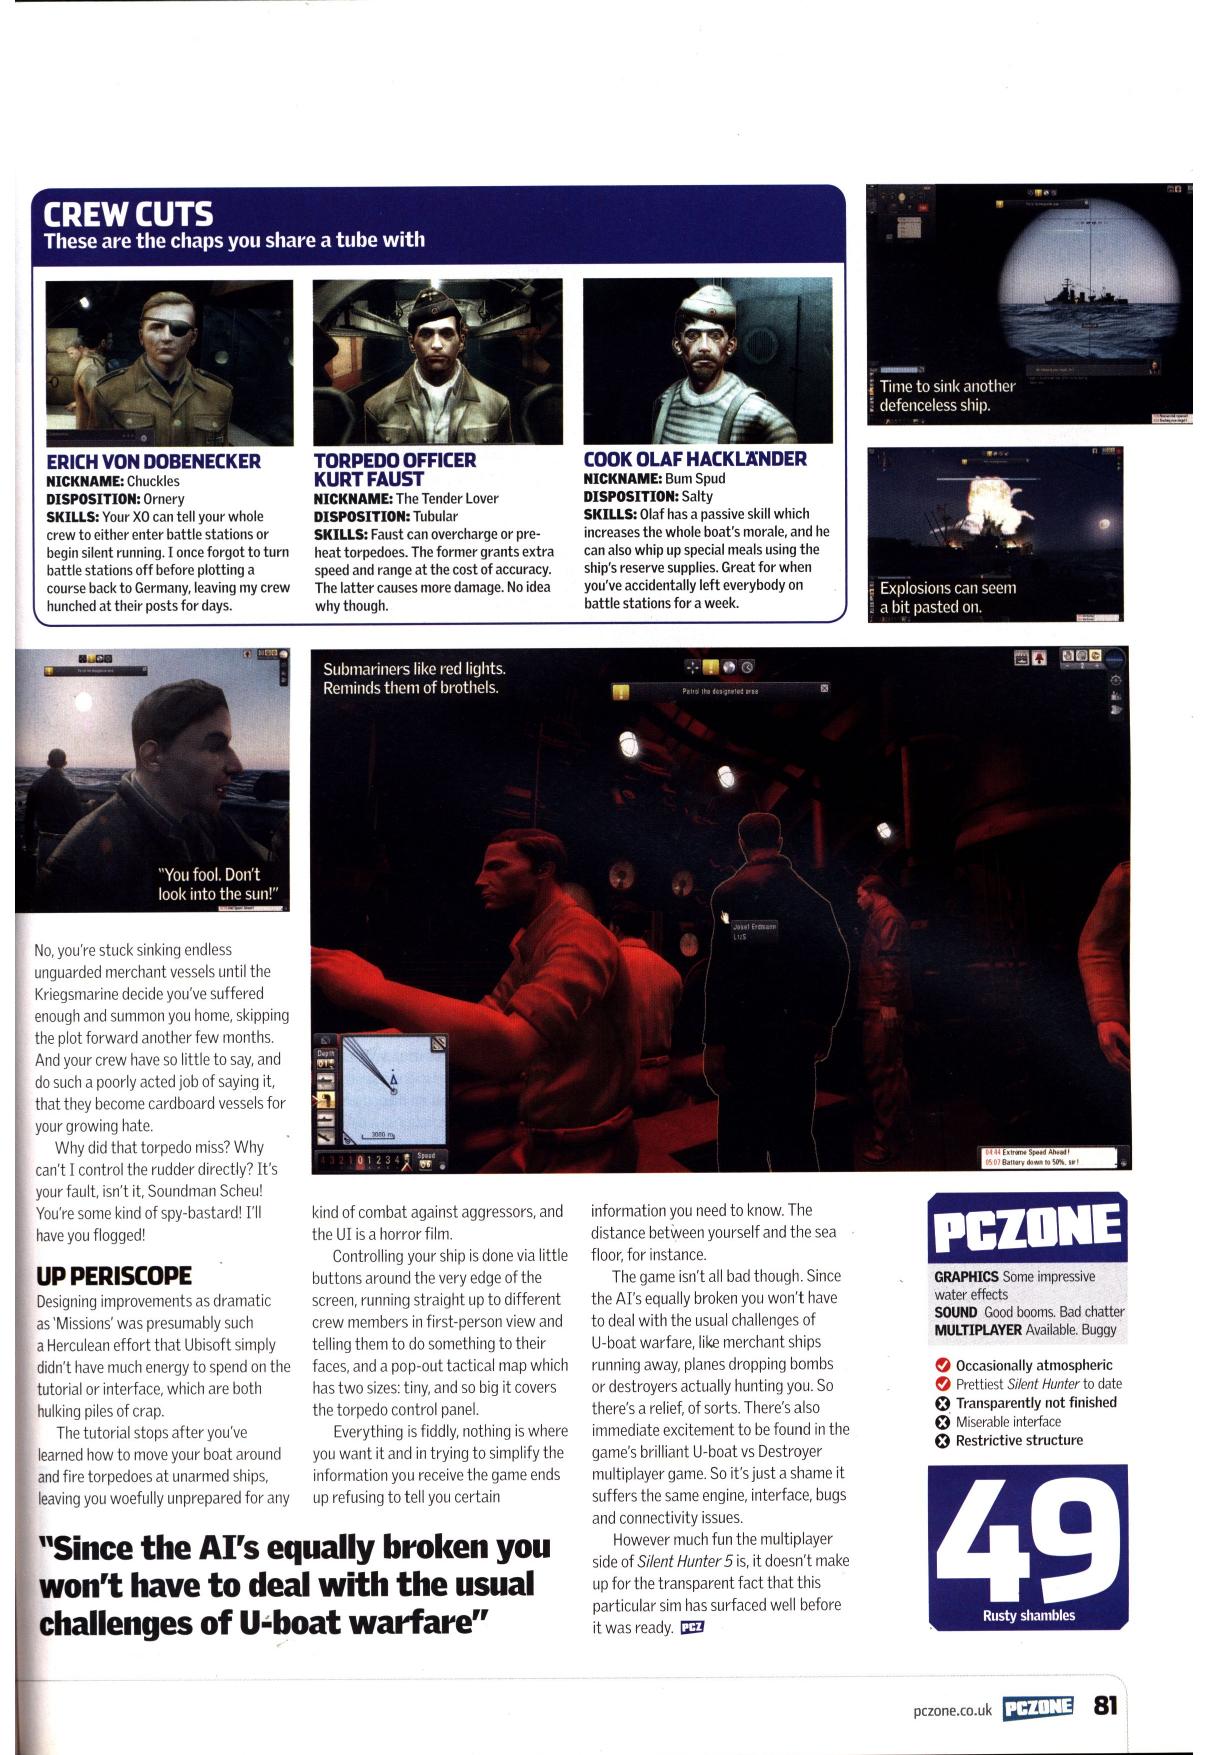 CREW CUTS
These are the chaps you share a tube with
ERICH VON DOBENECKER
NICKNAME: Chuckles
DISPOSITION: Ornery
SKILLS: Your XO can tell your whole
crew to either enter battle stations or
begin silent running. I once forgot to turn
battle stations off before plotting a
course back to Germany, leaving my crew
hunched at their posts for days.
TORPEDO OFFICER
KURT FAUST
NICKNAME: The Tender Lover
DISPOSITION: Tubular
SKILLS: Faust can overcharge or pre-
heat torpedoes. The former grants extra
speed and range at the cost of accuracy.
The latter causes more damage. No idea
why though.
COOK OLAF HACKLÄNDER
NICKNAME: Bum Spud
DISPOSITION: Salty
SKILLS: Olaf has a passive skill which
increases the whole boat's morale, and he
can also whip up special meals using the
ship's reserve supplies. Great for when
you've accidentally left everybody on
battle stations for a week.
Time to sink another
defenceless ship.
Explosions can seem
a bit pasted on.
"You fool. Don't
look into the sun!"
Submariners like red lights.
Reminds them of brothels.
Patrol the designated area
Josef Erdmann
Depth
3000 m
4 3 2 1 0 1 2 3 4
Speed
06
04:44 Extreme Speed Ahead!
05:07 Battery down to 50%, sir!
No, you're stuck sinking endless
unguarded merchant vessels until the
Kriegsmarine decide you've suffered
enough and summon you home, skipping
the plot forward another few months.
And your crew have so little to say, and
do such a poorly acted job of saying it,
that they become cardboard vessels for
your growing hate.
Why did that torpedo miss? Why
can't I control the rudder directly? It's
your fault, isn't it, Soundman Scheu!
You're some kind of spy-bastard! I'll
have you flogged!
UP PERISCOPE
Designing improvements as dramatic
as 'Missions' was presumably such
a Herculean effort that Ubisoft simply
didn't have much energy to spend on the
tutorial or interface, which are both
hulking piles of crap.
The tutorial stops after you've
learned how to move your boat around
and fire torpedoes at unarmed ships,
leaving you woefully unprepared for any
kind of combat against aggressors, and
the UI is a horror film.
Controlling your ship is done via little
buttons around the very edge of the
screen, running straight up to different
crew members in first-person view and
telling them to do something to their
faces, and a pop-out tactical map which
has two sizes: tiny, and so big it covers
the torpedo control panel.
Everything is fiddly, nothing is where
you want it and in trying to simplify the
information you receive the game ends
up refusing to tell you certain
information you need to know. The
distance between yourself and the sea
floor, for instance.
The game isn't all bad though. Since
the AI's equally broken you won't have
to deal with the usual challenges of
U-boat warfare, like merchant ships
running away, planes dropping bombs
or destroyers actually hunting you. So
there's a relief, of sorts. There's also
immediate excitement to be found in the
game's brilliant U-boat vs Destroyer
multiplayer game. So it's just a shame it
suffers the same engine, interface, bugs
and connectivity issues.
However much fun the multiplayer
side of Silent Hunter 5 is, it doesn't make
up for the transparent fact that this
particular sim has surfaced well before
it was ready. PCZ
"Since the AI's equally broken you
won't have to deal with the usual
challenges of U-boat warfare"
PCZONE
GRAPHICS Some impressive
water effects
SOUND Good booms. Bad chatter
MULTIPLAYER Available. Buggy
Occasionally atmospheric
Prettiest Silent Hunter to date
Transparently not finished
Miserable interface
Restrictive structure
49
Rusty shambles
pczone.co.uk PCZONE 81